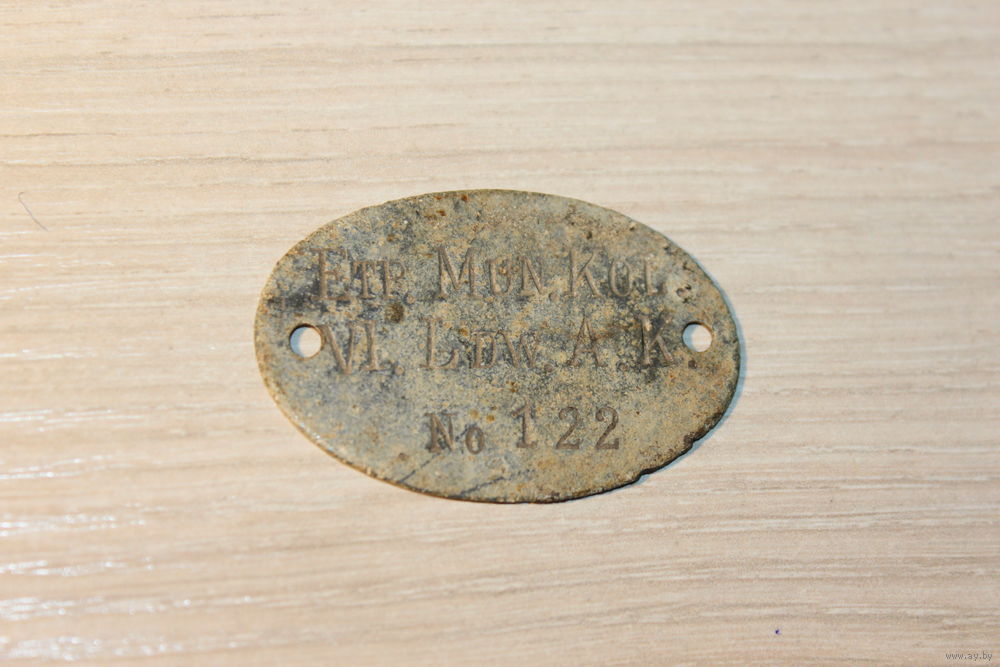 ETP. MUN. KOL.
VI. LDW. A. K.
No 122
www.ay.by